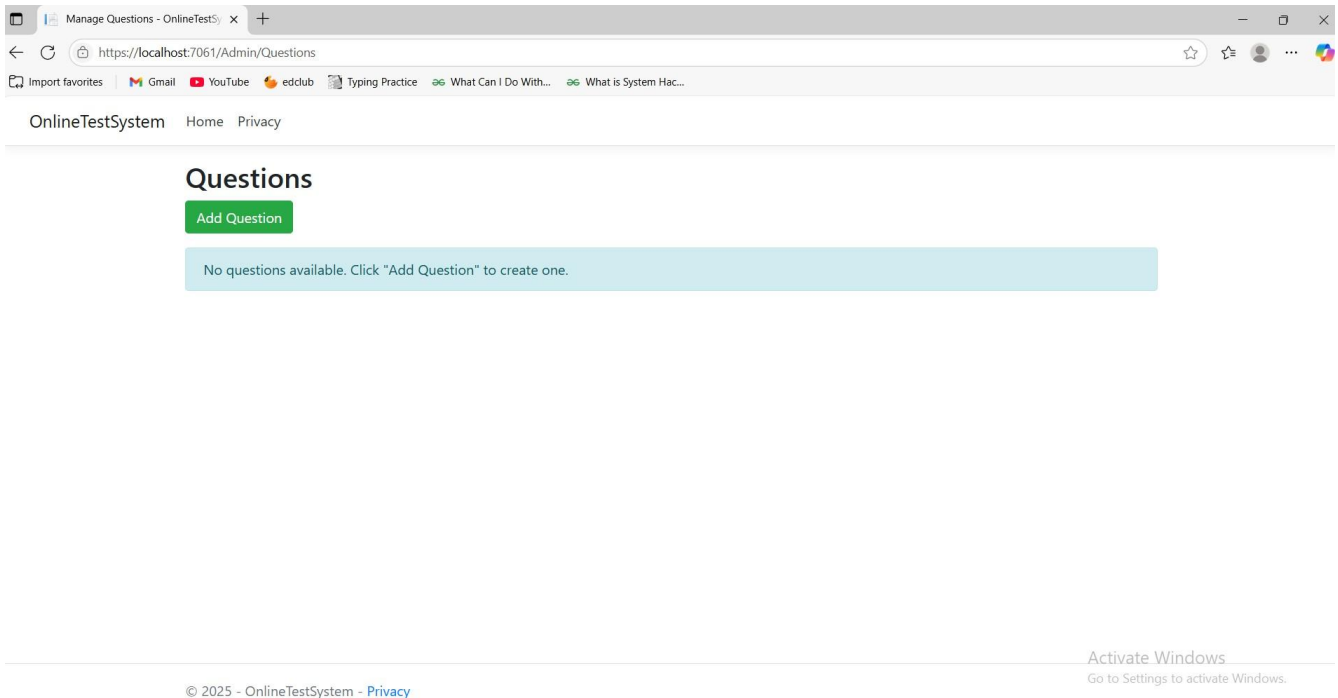 Manage Questions - OnlineTestSy
https://localhost:7061/Admin/Questions
Import favorites Gmail YouTube edclub Typing Practice What Can I Do With... What is System Hac...
OnlineTestSystem Home Privacy
Questions
Add Question
No questions available. Click "Add Question" to create one.
Activate Windows
Go to Settings to activate Windows.
© 2025 - OnlineTestSystem - Privacy